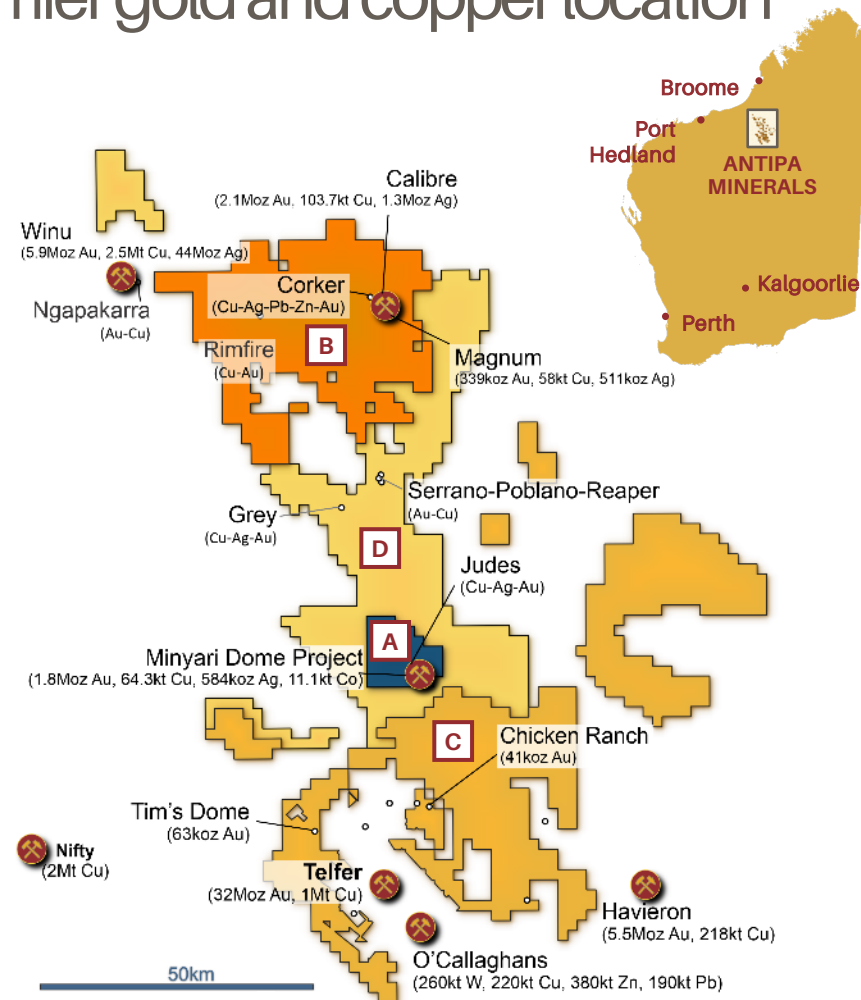 gold and copper location
Broome
Port
Hedland
ANTIPA
MINERALS
Kalgoorlie
Perth
Calibre
(2.1Moz Au, 103.7kt Cu, 1.3Moz Ag)
Winu
(5.9Moz Au, 2.5Mt Cu, 44Moz Ag)
Ngapakarra
(Au-Cu)
Corker
(Cu-Ag-Pb-Zn-Au)
B
Rimfire
(Cu-Au)
Magnum
(339koz Au, 58kt Cu, 511koz Ag)
Serrano-Poblano-Reaper
(Au-Cu)
Grey
(Cu-Ag-Au)
D
Judes
(Cu-Ag-Au)
A
Minyari Dome Project
(1.8Moz Au, 64.3kt Cu, 584koz Ag, 11.1kt Co)
C
Chicken Ranch
(41koz Au)
Tim's Dome
(63koz Au)
Nifty
(2Mt Cu)
Telfer
(32Moz Au, 1Mt Cu)
Havieron
(5.5Moz Au, 218kt Cu)
O'Callaghans
(260kt W, 220kt Cu, 380kt Zn, 190kt Pb)
50km